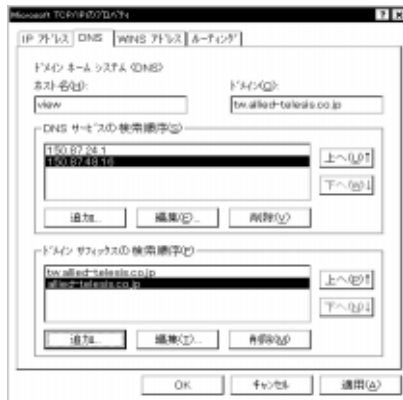 Microsoft TCP/IPのプロパティ
IP アドレス DNS WINS アドレス ルーティング
ドメイン ネーム システム (DNS)
ホスト名(H): ドメイン(O):
view tw.allied-telesis.co.jp
DNS サービスの検索順序(S)
150.87.24.1
150.87.48.16
上へ(U)↑
下へ(W)↓
追加... 編集(E)... 削除(V)
ドメイン サフィックスの検索順序(F)
tw.allied-telesis.co.jp
allied-telesis.co.jp
上へ(P)↑
下へ(N)↓
追加... 編集(T)... 削除(M)
OK キャンセル 適用(A)